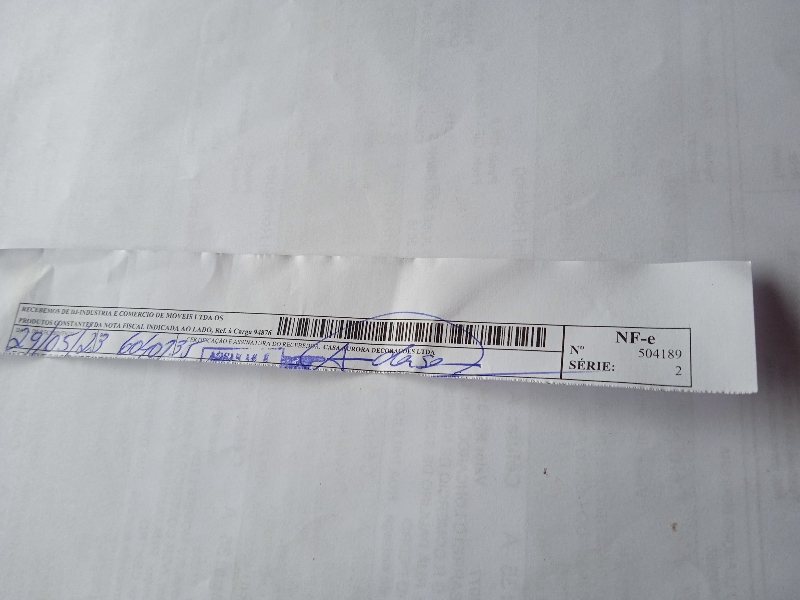 RECEBEMOS DE DJ-INDUSTRIA E COMERCIO DE MOVEIS LTDA OS
PRODUTOS CONSTANTES DA NOTA FISCAL INDICADA AO LADO, Ref. à Carga 94876
IDENTIFICAÇÃO E ASSINATURA DO RECEBEDOR. CASA AURORA DECORAÇÕES LTDA
29/05/23
NF-e
Nº 504189
SÉRIE: 2